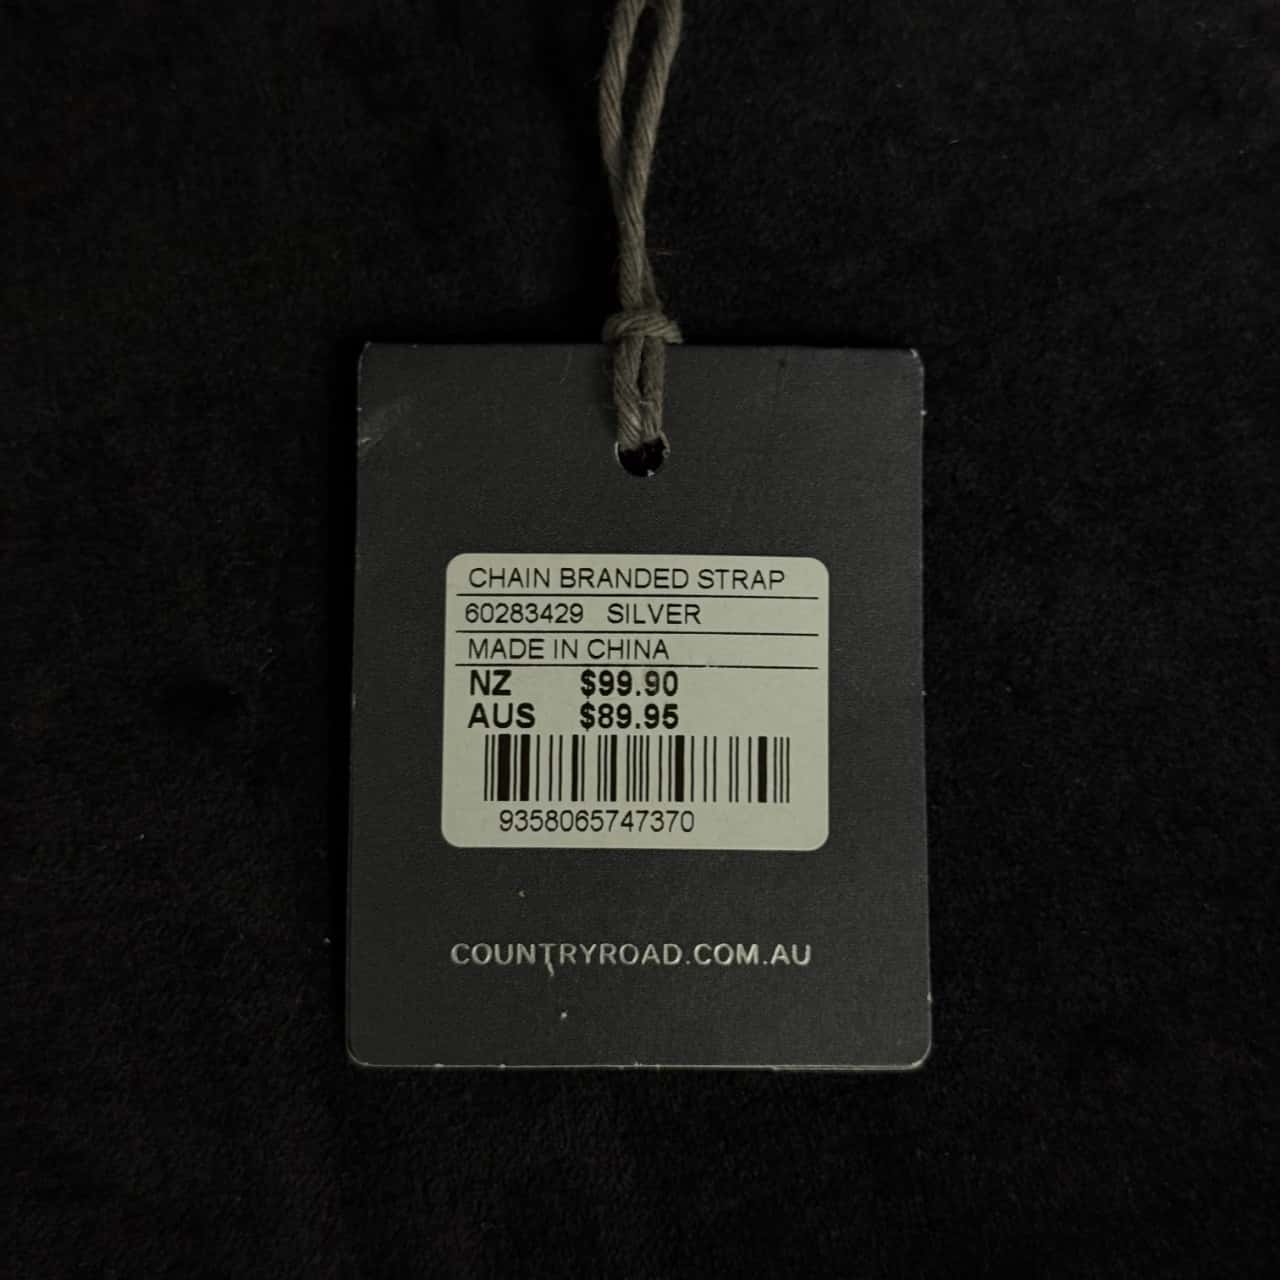 CHAIN BRANDED STRAP
60283429 SILVER
MADE IN CHINA
NZ $99.90
AUS $89.95
9358065747370
COUNTRYROAD.COM.AU